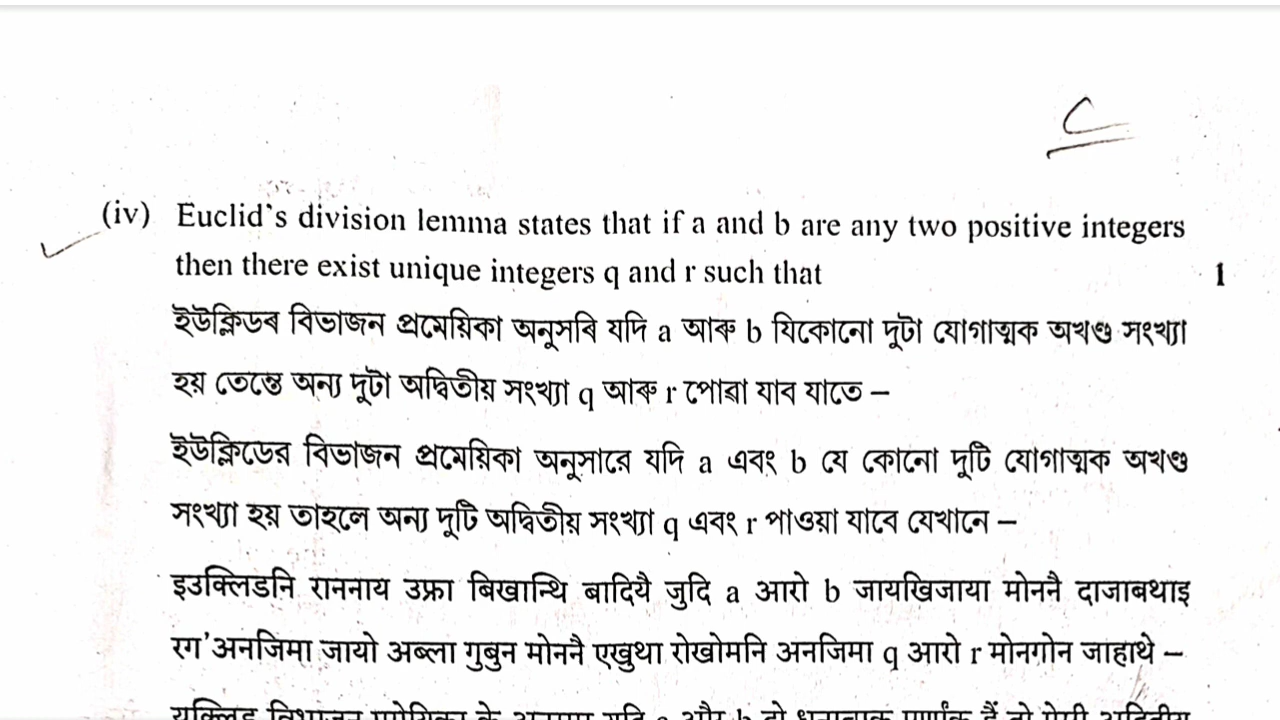 C
(iv) Euclid's division lemma states that if a and b are any two positive integers
then there exist unique integers q and r such that 1
ইউক্লিডৰ বিভাজন প্ৰমেয়িকা অনুসৰি যদি a আৰু b যিকোনো দুটা যোগাত্মক অখণ্ড সংখ্যা
হয় তেন্তে অন্য দুটা অদ্বিতীয় সংখ্যা q আৰু r পোৱা যাব যাতে –
ইউক্লিডের বিভাজন প্রমেয়িকা অনুসারে যদি a এবং b যে কোনো দুটি যোগাত্মক অখণ্ড
সংখ্যা হয় তাহলে অন্য দুটি অদ্বিতীয় সংখ্যা q এবং r পাওয়া যাবে যেখানে –
इउक्लिडनि राननाय उफ्रा बिखान्थि बादियै जुदि a आरो b जायखिजाया मोननै दाजाबथाइ
रग'अनजिमा जायो अब्ला गुबुन मोननै एखुथा रोखोमनि अनजिमा q आरो r मोनगोन जाहाथे –